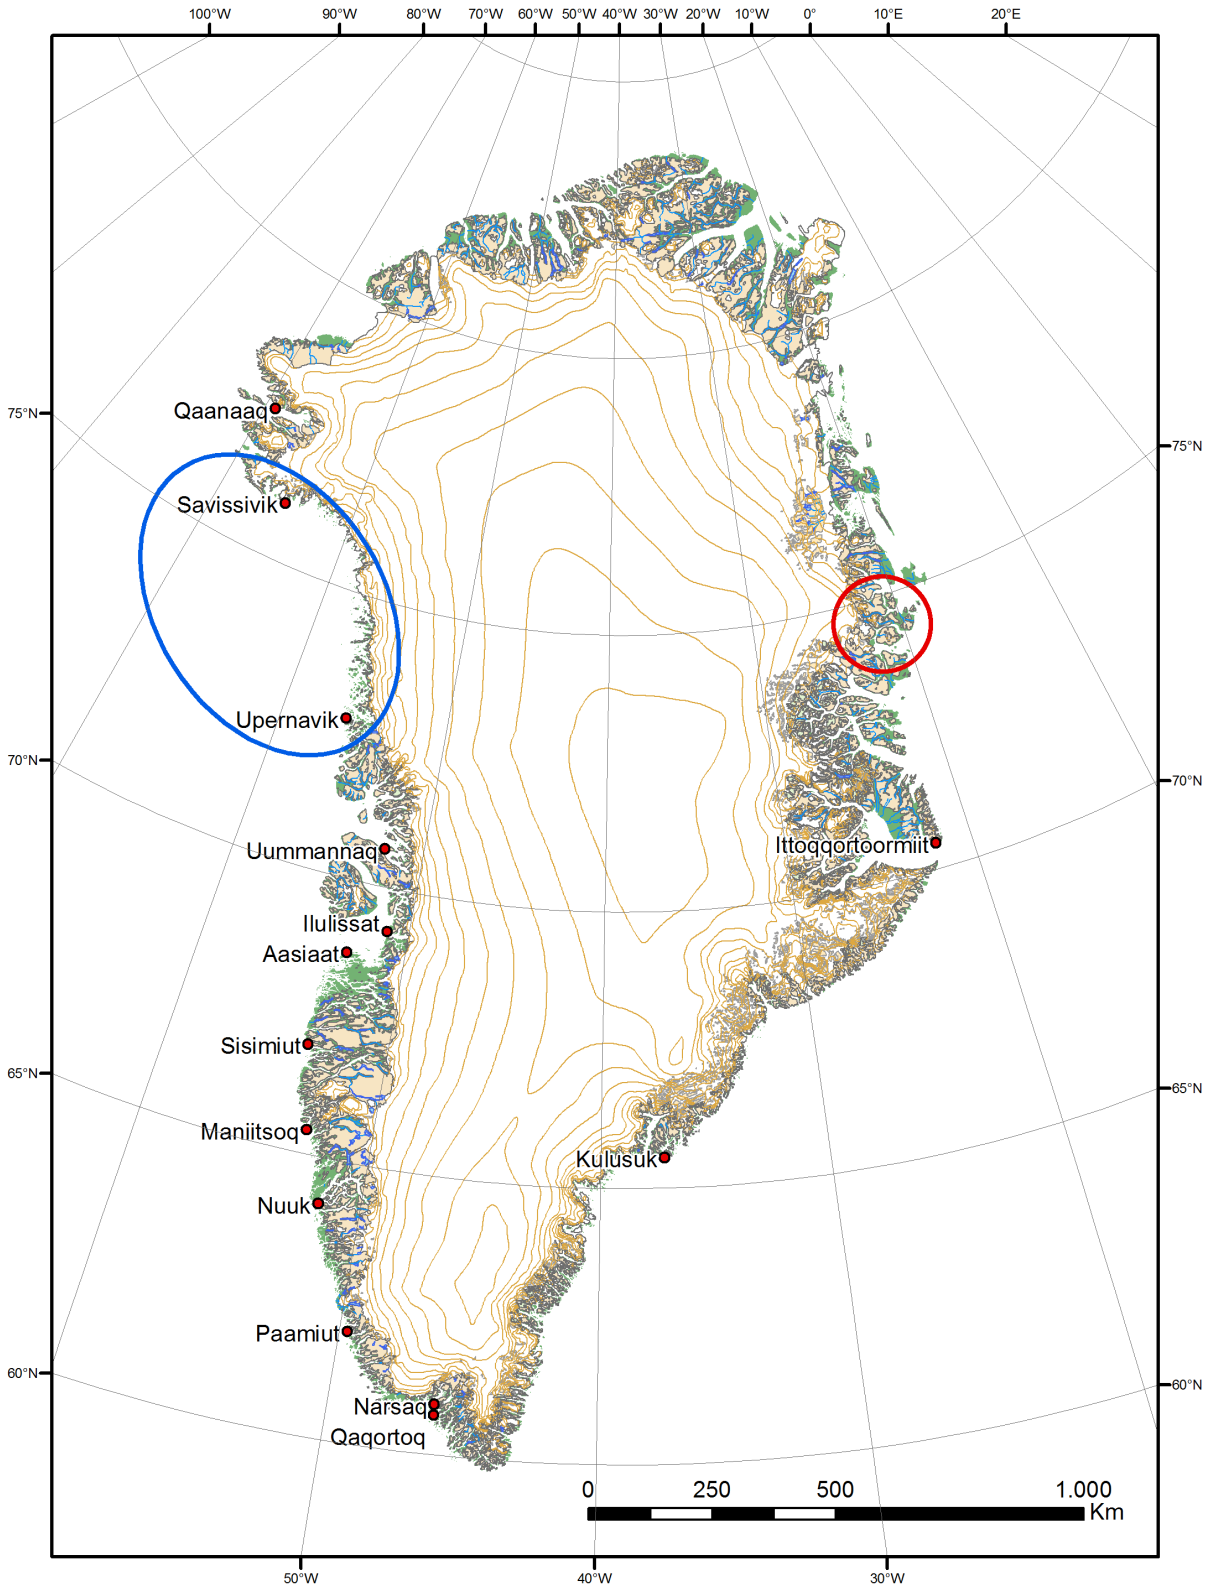 100°W 90°W 80°W 70°W 60°W 50°W 40°W 30°W 20°W 10°W 0° 10°E 20°E
75°N
Qaanaaq
75°N
Savissivik
Upernavik
70°N
70°N
Ittoqqortoormiit
Uummannaq
Ilulissat
Aasiaat
Sisimiut
65°N
65°N
Maniitsoq
Kulusuk
Nuuk
Paamiut
60°N
60°N
Narsaq
Qaqortoq
0 250 500 1.000
Km
50°W 40°W 30°W